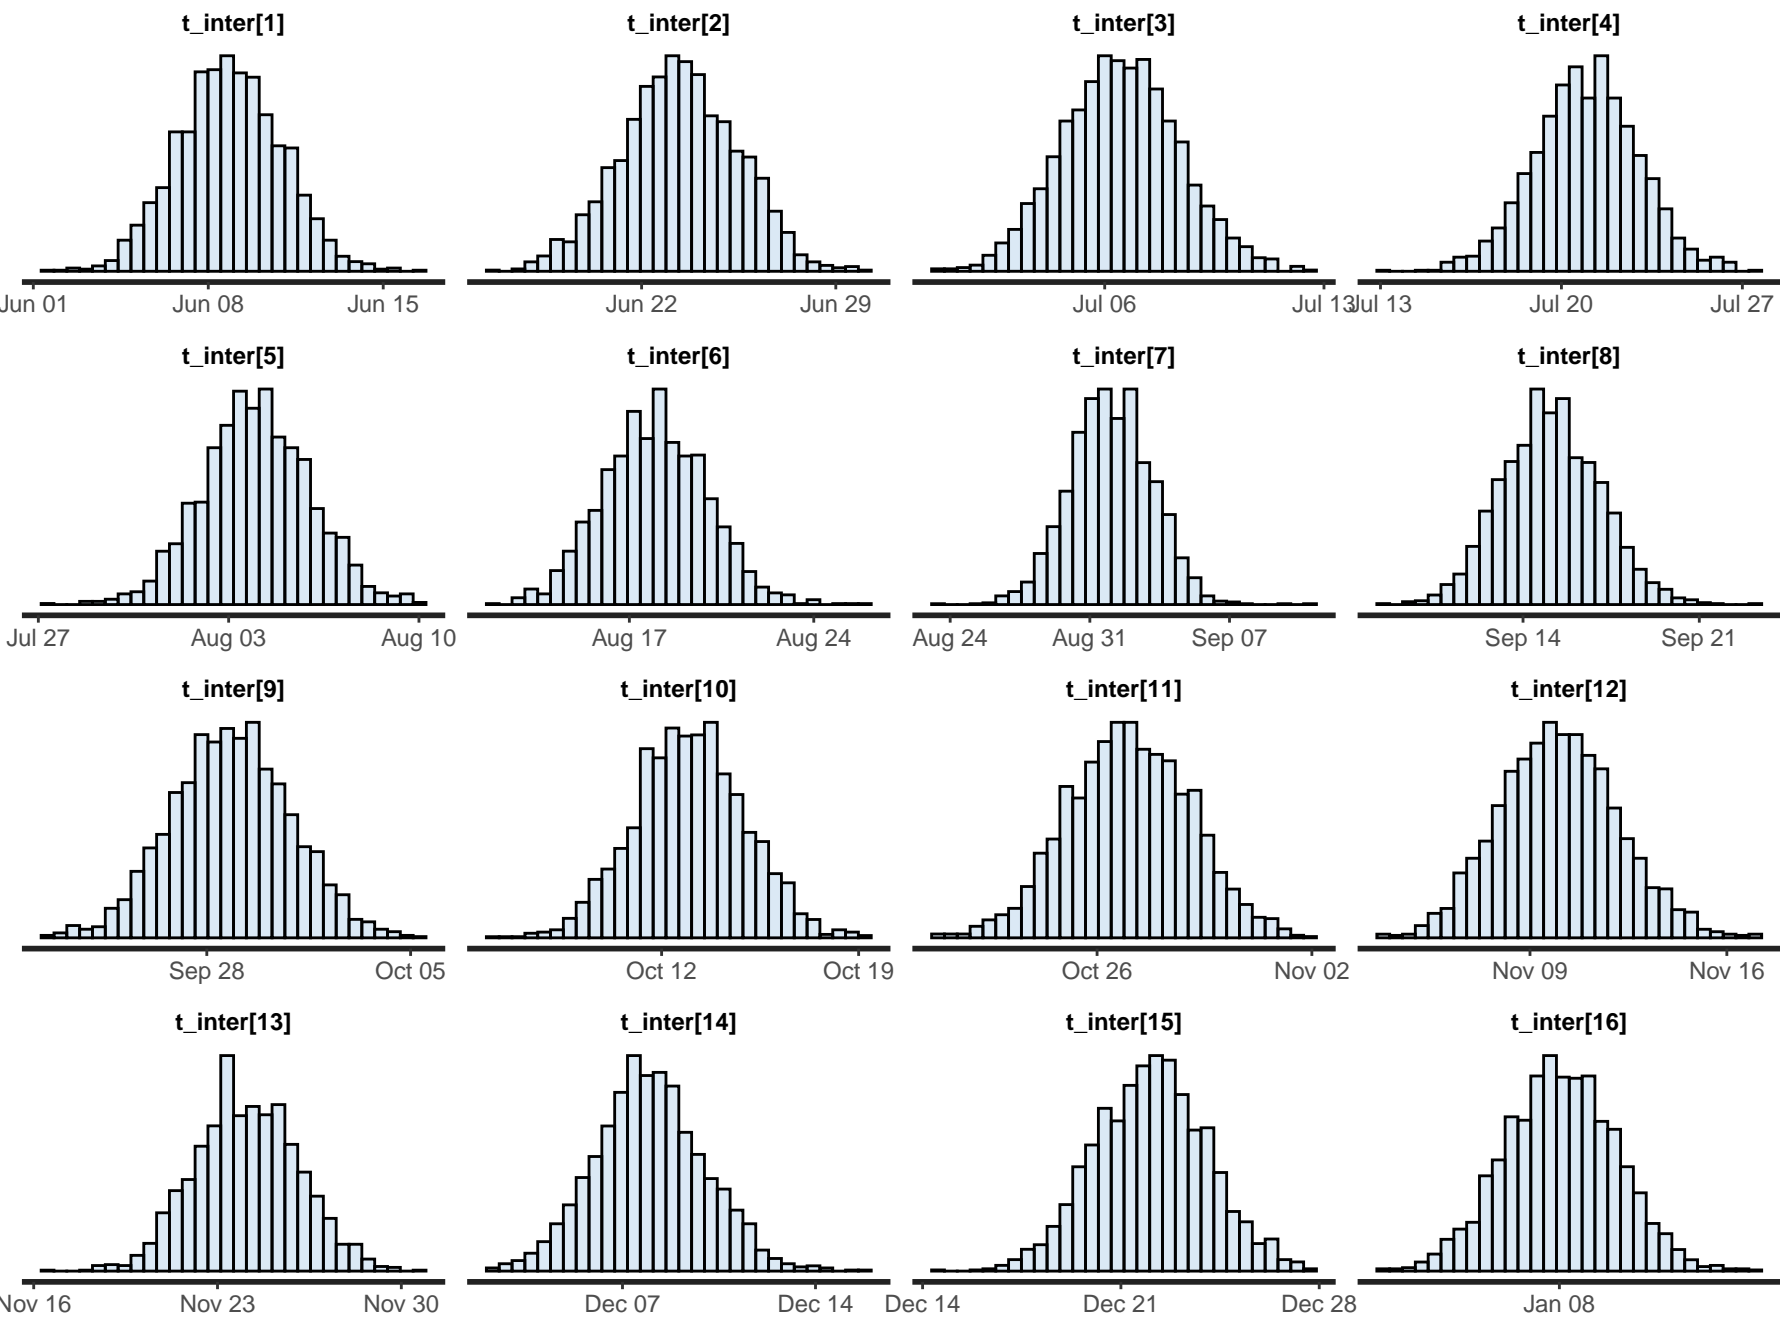 t_inter[1] t_inter[2] t_inter[3] t_inter[4]
Jun 01 Jun 08 Jun 15 Jun 22 Jun 29 Jul 06 Jul 13 Jul 13 Jul 20 Jul 27
t_inter[5] t_inter[6] t_inter[7] t_inter[8]
Jul 27 Aug 03 Aug 10 Aug 17 Aug 24 Aug 24 Aug 31 Sep 07 Sep 14 Sep 21
t_inter[9] t_inter[10] t_inter[11] t_inter[12]
Sep 28 Oct 05 Oct 12 Oct 19 Oct 26 Nov 02 Nov 09 Nov 16
t_inter[13] t_inter[14] t_inter[15] t_inter[16]
Nov 16 Nov 23 Nov 30 Dec 07 Dec 14 Dec 14 Dec 21 Dec 28 Jan 08